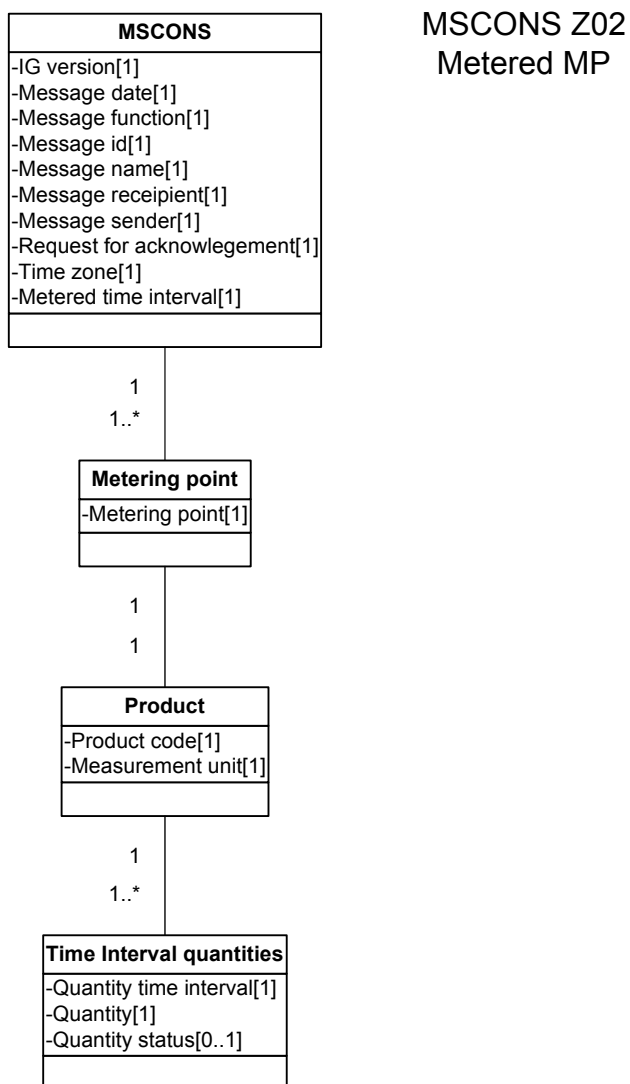 MSCONS Z02
Metered MP
MSCONS
-IG version[1]
-Message date[1]
-Message function[1]
-Message id[1]
-Message name[1]
-Message receipient[1]
-Message sender[1]
-Request for acknowlegement[1]
-Time zone[1]
-Metered time interval[1]
1
1..*
Metering point
-Metering point[1]
1
1
Product
-Product code[1]
-Measurement unit[1]
1
1..*
Time Interval quantities
-Quantity time interval[1]
-Quantity[1]
-Quantity status[0..1]